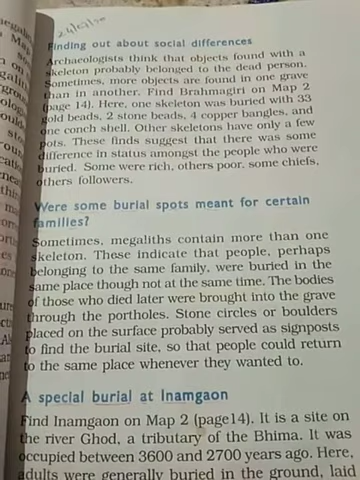 Finding out about social differences
Archaeologists think that objects found with a
skeleton probably belonged to the dead person.
Sometimes, more objects are found in one grave
than in another. Find Brahmagiri on Map 2
(page 14). Here, one skeleton was buried with 33
gold beads, 2 stone beads, 4 copper bangles, and
one conch shell. Other skeletons have only a few
pots. These finds suggest that there was some
difference in status amongst the people who were
buried. Some were rich, others poor, some chiefs,
others followers.
Were some burial spots meant for certain
families?
Sometimes, megaliths contain more than one
skeleton. These indicate that people, perhaps
belonging to the same family, were buried in the
same place though not at the same time. The bodies
of those who died later were brought into the grave
through the portholes. Stone circles or boulders
placed on the surface probably served as signposts
to find the burial site, so that people could return
to the same place whenever they wanted to.
A special burial at Inamgaon
Find Inamgaon on Map 2 (page14). It is a site on
the river Ghod, a tributary of the Bhima. It was
occupied between 3600 and 2700 years ago. Here,
adults were generally buried in the ground, laid